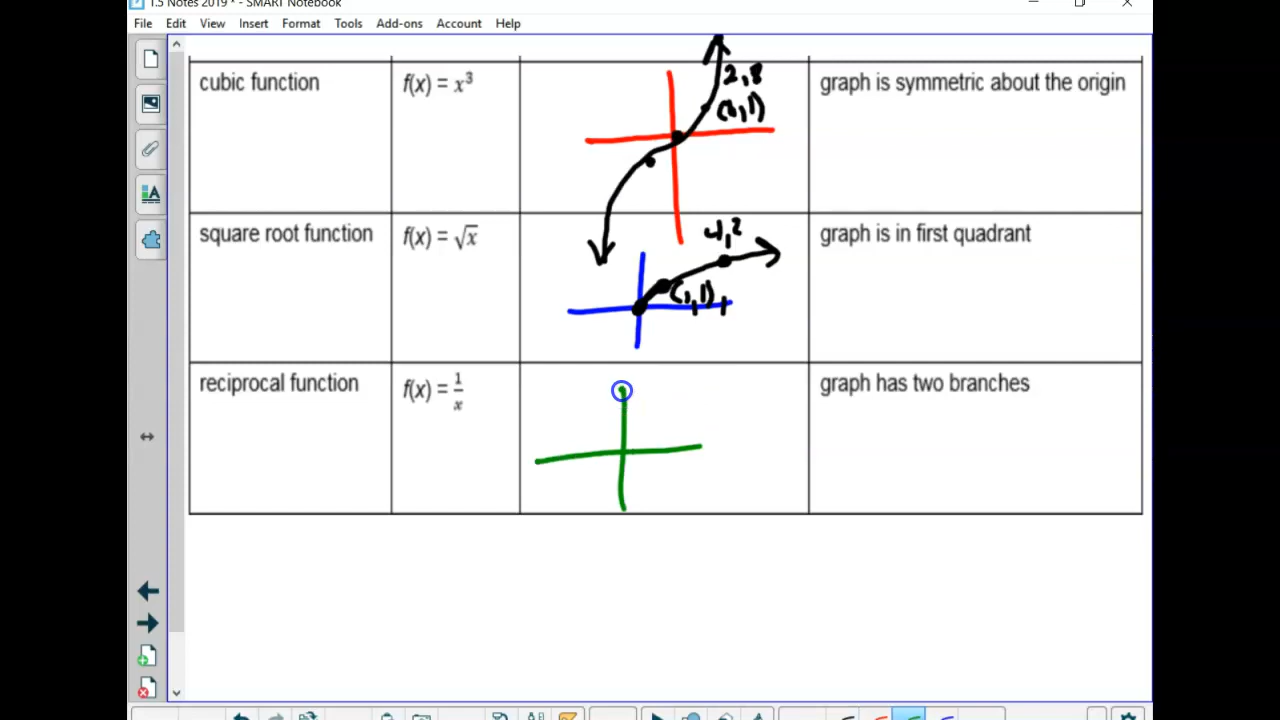 1.5 Notes 2019 * - SMART Notebook
File Edit View Insert Format Tools Add-ons Account Help
cubic function f(x) = x³ 2,8 graph is symmetric about the origin
(1,1)
square root function f(x) = √x 4,2 graph is in first quadrant
(1,1)
reciprocal function f(x) = 1/x graph has two branches